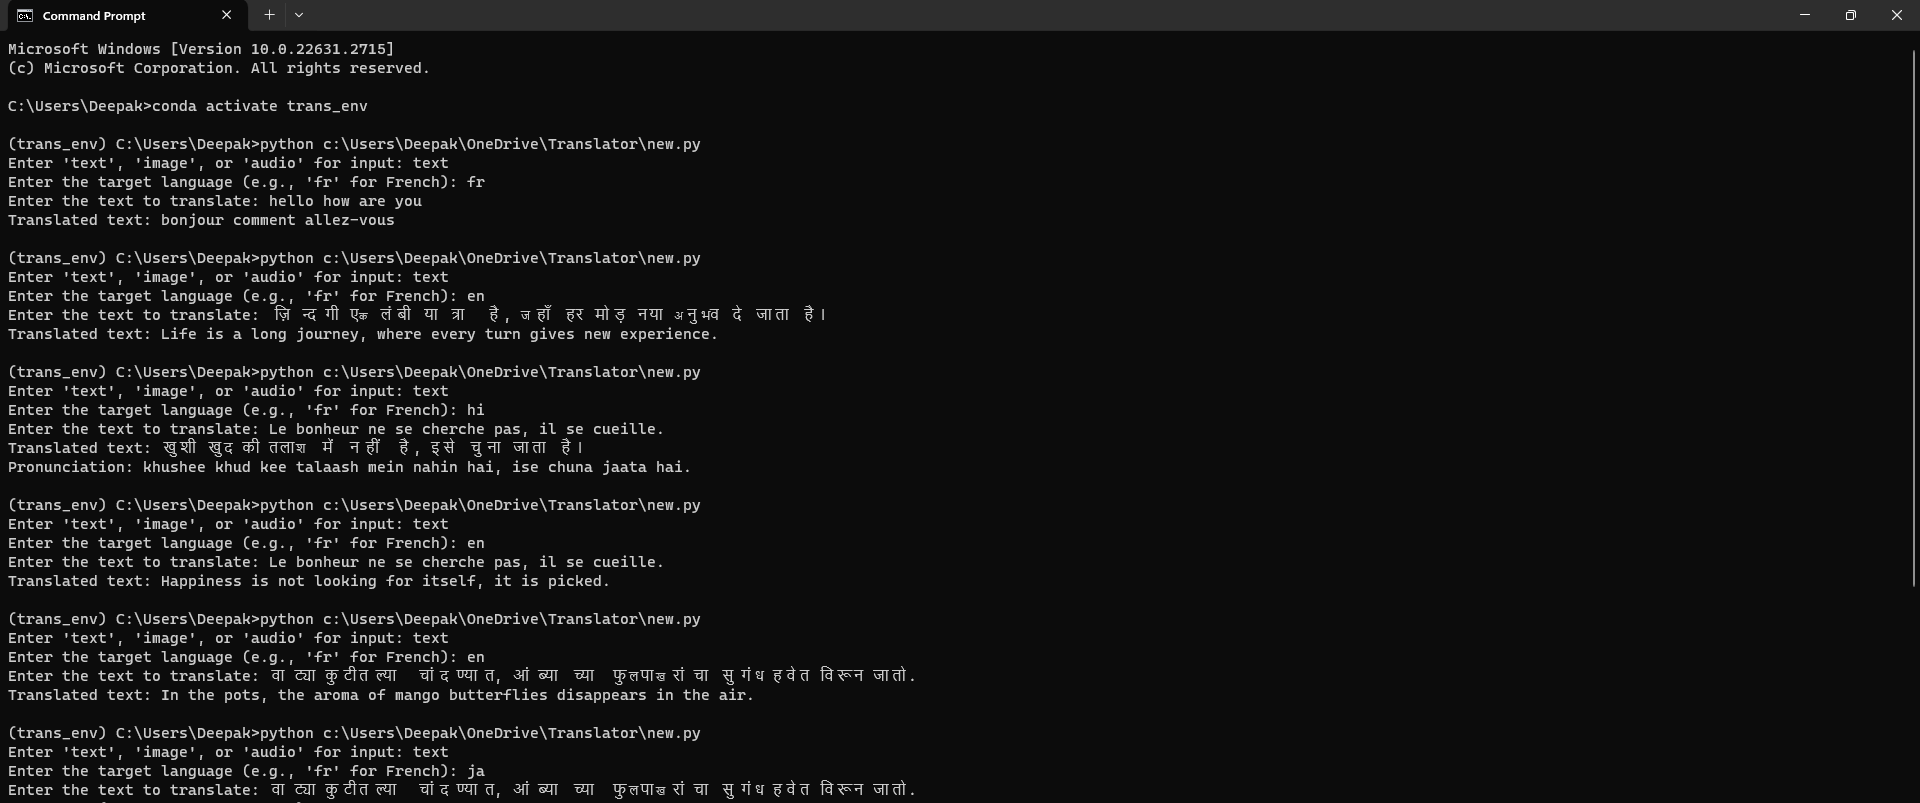 Command Prompt
Microsoft Windows [Version 10.0.22631.2715]
(c) Microsoft Corporation. All rights reserved.
C:\Users\Deepak>conda activate trans_env
(trans_env) C:\Users\Deepak>python c:\Users\Deepak\OneDrive\Translator\new.py
Enter 'text', 'image', or 'audio' for input: text
Enter the target language (e.g., 'fr' for French): fr
Enter the text to translate: hello how are you
Translated text: bonjour comment allez-vous
(trans_env) C:\Users\Deepak>python c:\Users\Deepak\OneDrive\Translator\new.py
Enter 'text', 'image', or 'audio' for input: text
Enter the target language (e.g., 'fr' for French): en
Enter the text to translate: ज़िन्दगी एक लंबी यात्रा है, जहाँ हर मोड़ नया अनुभव दे जाता है।
Translated text: Life is a long journey, where every turn gives new experience.
(trans_env) C:\Users\Deepak>python c:\Users\Deepak\OneDrive\Translator\new.py
Enter 'text', 'image', or 'audio' for input: text
Enter the target language (e.g., 'fr' for French): hi
Enter the text to translate: Le bonheur ne se cherche pas, il se cueille.
Translated text: खुशी खुद की तलाश में नहीं है, इसे चुना जाता है।
Pronunciation: khushee khud kee talaash mein nahin hai, ise chuna jaata hai.
(trans_env) C:\Users\Deepak>python c:\Users\Deepak\OneDrive\Translator\new.py
Enter 'text', 'image', or 'audio' for input: text
Enter the target language (e.g., 'fr' for French): en
Enter the text to translate: Le bonheur ne se cherche pas, il se cueille.
Translated text: Happiness is not looking for itself, it is picked.
(trans_env) C:\Users\Deepak>python c:\Users\Deepak\OneDrive\Translator\new.py
Enter 'text', 'image', or 'audio' for input: text
Enter the target language (e.g., 'fr' for French): en
Enter the text to translate: वाट्याकुटीतल्या चांदण्यात, आंब्याच्या फुलपाखरांचा सुगंध हवेत विरून जातो.
Translated text: In the pots, the aroma of mango butterflies disappears in the air.
(trans_env) C:\Users\Deepak>python c:\Users\Deepak\OneDrive\Translator\new.py
Enter 'text', 'image', or 'audio' for input: text
Enter the target language (e.g., 'fr' for French): ja
Enter the text to translate: वाट्याकुटीतल्या चांदण्यात, आंब्याच्या फुलपाखरांचा सुगंध हवेत विरून जातो.